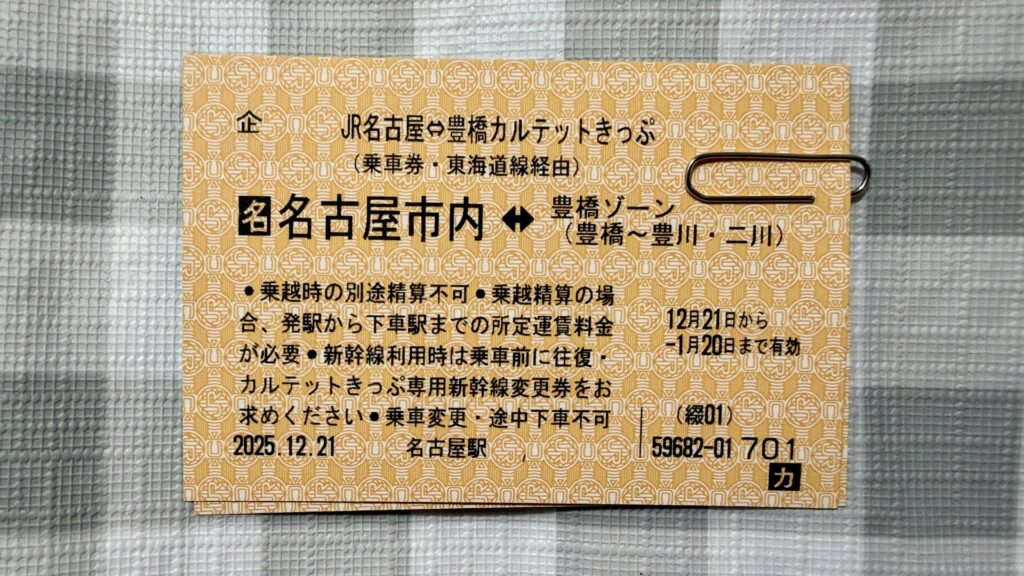 企 JR名古屋⇔豊橋カルテットきっぷ
(乗車券・東海道線経由)
名 名古屋市内 ↔ 豊橋ゾーン
(豊橋～豊川・二川)
●乗越時の別途精算不可●乗越精算の場
合、発駅から下車駅までの所定運賃料金
が必要●新幹線利用時は乗車前に往復・
カルテットきっぷ専用新幹線変更券をお
求めください●乗車変更・途中下車不可
12月21日から
-1月20日まで有効
2025.12.21 名古屋駅
(綴01)
59682-01 701
カ